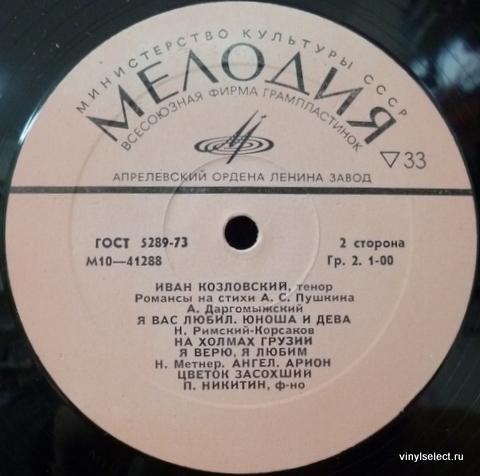 МИНИСТЕРСТВО КУЛЬТУРЫ СССР
МЕЛОДИЯ
ВСЕСОЮЗНАЯ ФИРМА ГРАМПЛАСТИНОК
▽33
АПРЕЛЕВСКИЙ ОРДЕНА ЛЕНИНА ЗАВОД
ГОСТ 5289-73
2 сторона
М10—41288
Гр. 2. 1-00
ИВАН КОЗЛОВСКИЙ, тенор
Романсы на стихи А. С. Пушкина
А. Даргомыжский
Я ВАС ЛЮБИЛ. ЮНОША И ДЕВА
Н. Римский-Корсаков
НА ХОЛМАХ ГРУЗИИ
Я ВЕРЮ, Я ЛЮБИМ
Н. Метнер. АНГЕЛ. АРИОН
ЦВЕТОК ЗАСОХШИЙ
П. НИКИТИН, ф-но
vinylselect.ru